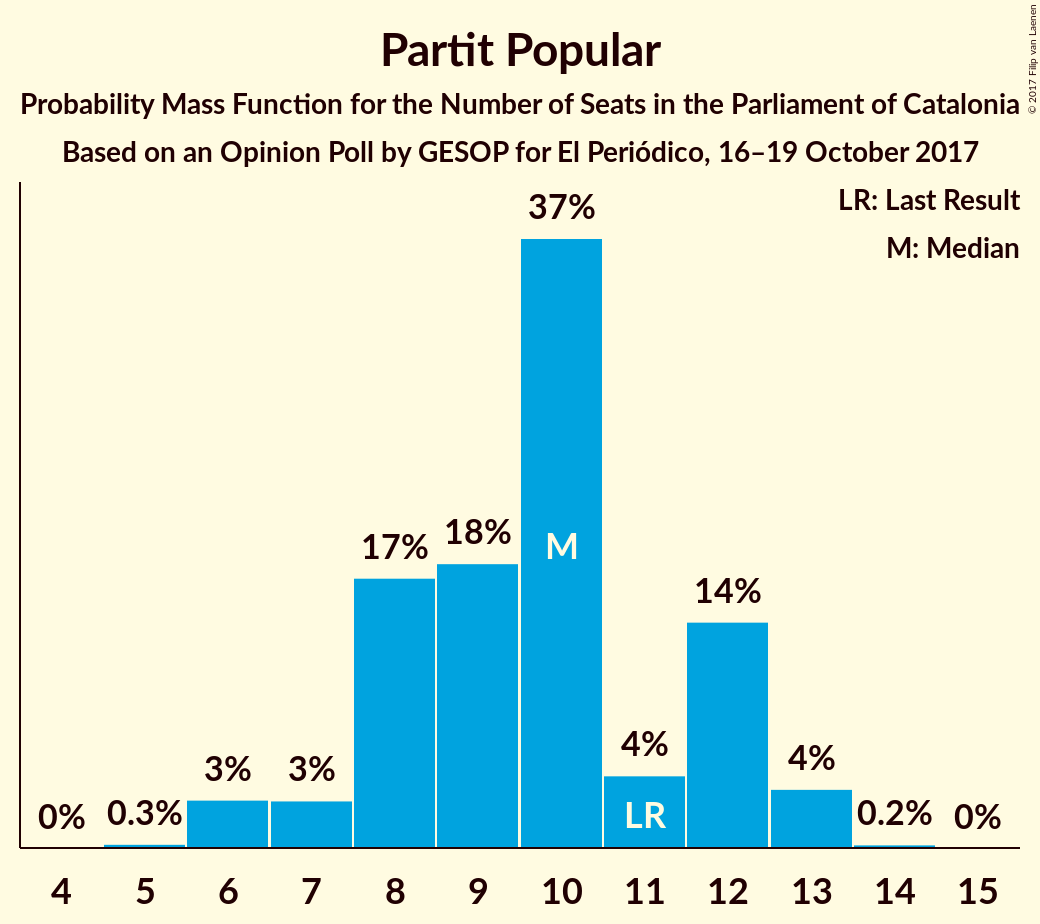 Partit Popular
Probability Mass Function for the Number of Seats in the Parliament of Catalonia
Based on an Opinion Poll by GESOP for El Periódico, 16–19 October 2017
© 2017 Filip van Laenen
LR: Last Result
M: Median
0% 0.3% 3% 3% 17% 18% 37% 4% 14% 4% 0.2% 0%
M
LR
4 5 6 7 8 9 10 11 12 13 14 15